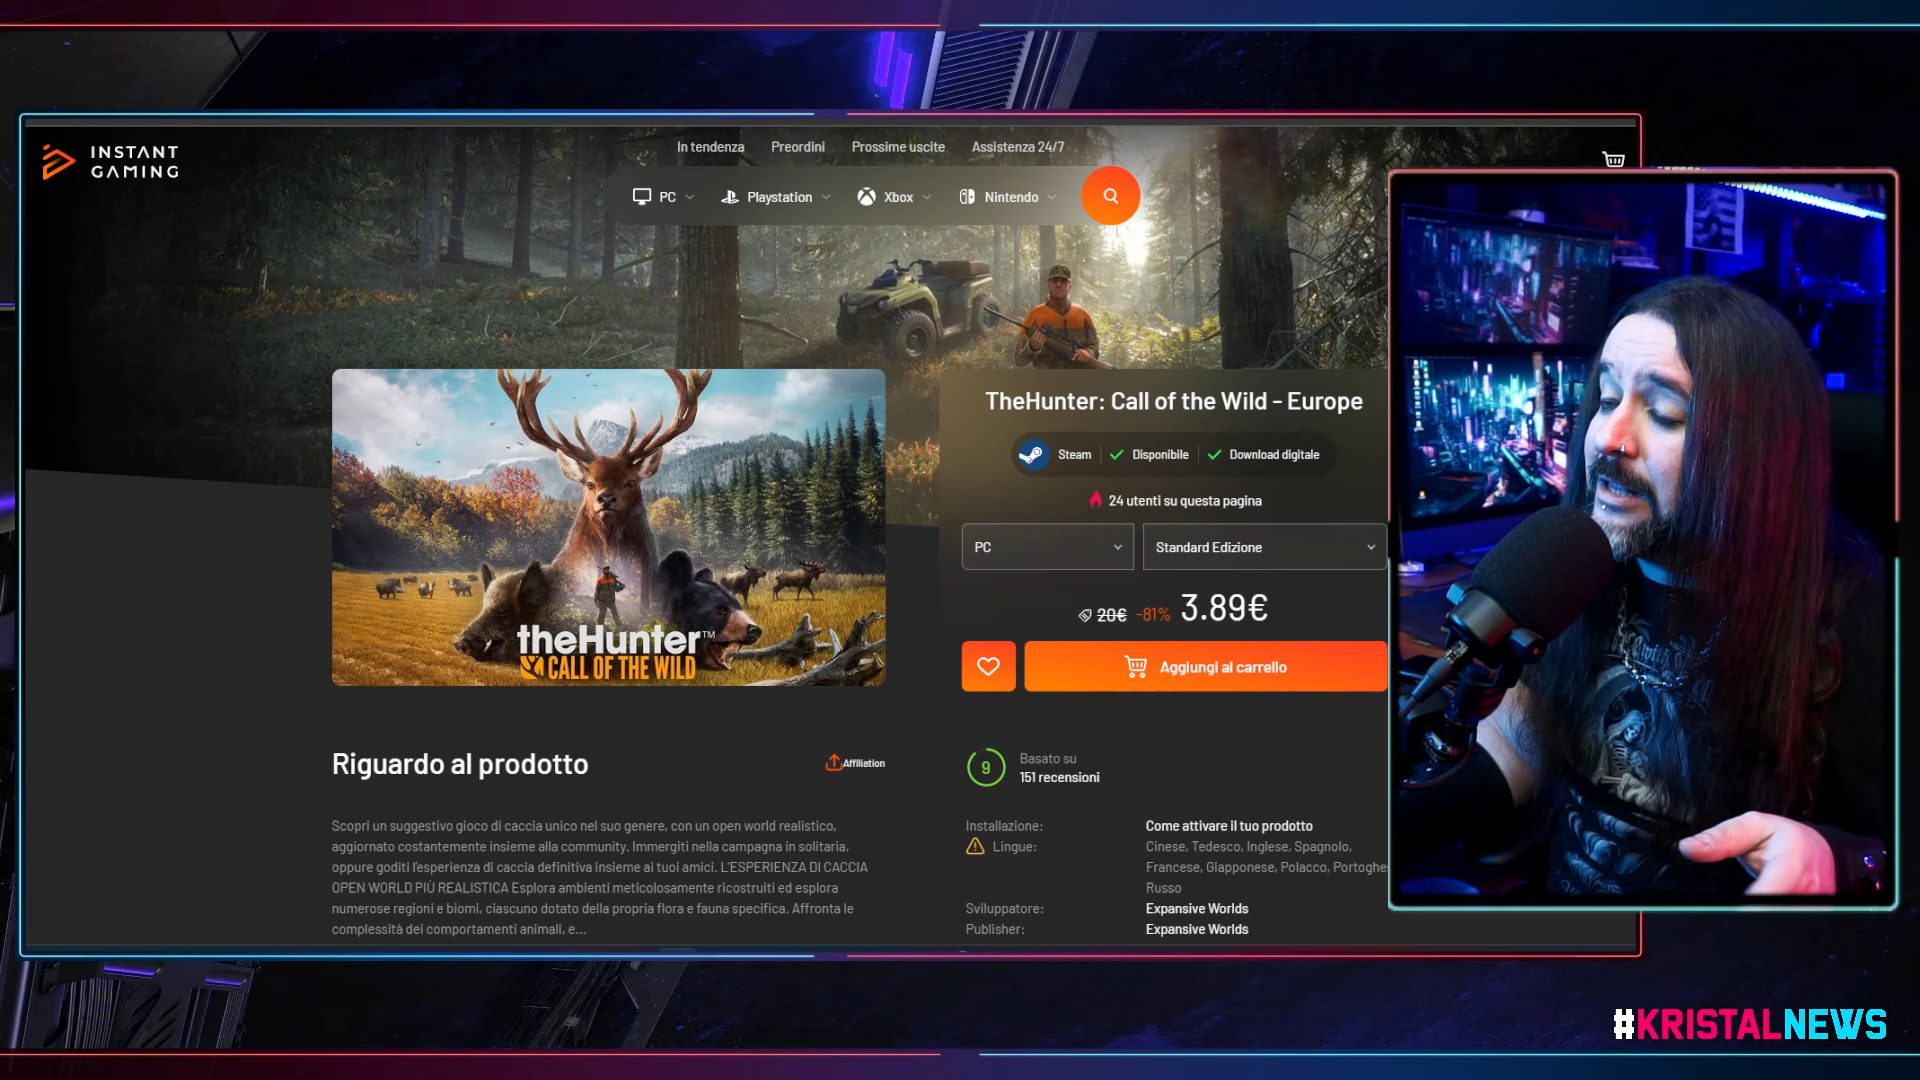 INSTANT
GAMING
In tendenza
Preordini
Prossime uscite
Assistenza 24/7
PC
Playstation
Xbox
Nintendo
TheHunter: Call of the Wild - Europe
Steam
Disponibile
Download digitale
24 utenti su questa pagina
PC
Standard Edizione
20€ -81% 3.89€
Aggiungi al carrello
theHunter™
CALL OF THE WILD
Riguardo al prodotto
Affiliation
Scopri un suggestivo gioco di caccia unico nel suo genere, con un open world realistico,
aggiornato costantemente insieme alla community. Immergiti nella campagna in solitaria,
oppure goditi l'esperienza di caccia definitiva insieme ai tuoi amici. L'ESPERIENZA DI CACCIA
OPEN WORLD PIÙ REALISTICA Esplora ambienti meticolosamente ricostruiti ed esplora
numerose regioni e biomi, ciascuno dotato della propria flora e fauna specifica. Affronta le
complessità dei comportamenti animali, e...
9
Basato su
151 recensioni
Installazione:
Come attivare il tuo prodotto
Lingue:
Cinese, Tedesco, Inglese, Spagnolo,
Francese, Giapponese, Polacco, Portoghes
Russo
Sviluppatore:
Expansive Worlds
Publisher:
Expansive Worlds
#KRISTALNEWS